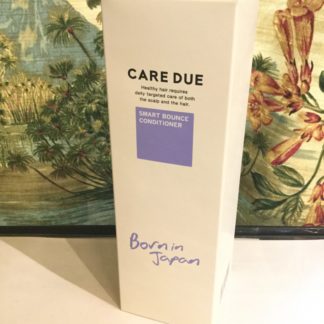 CARE DUE
Healthy hair requires
daily targeted care of both
the scalp and the hair.
SMART BOUNCE
CONDITIONER
Born in
Japan